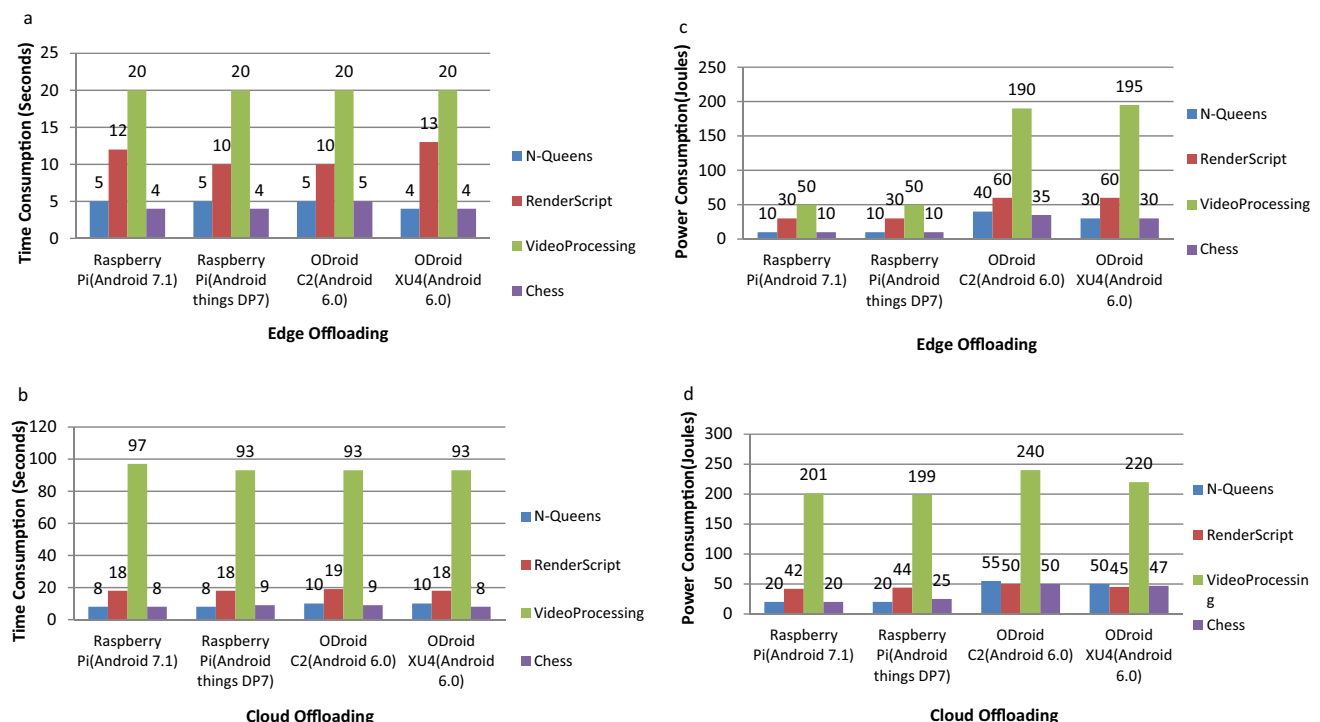 a
Time Consumption (Seconds)
25
20
15
10
5
0
5 12 20 4
5 10 20 4
5 10 20 5
4 13 20 4
Raspberry
Pi(Android 7.1)
Raspberry
Pi(Android
things DP7)
ODroid
C2(Android
6.0)
ODroid
XU4(Android
6.0)
Edge Offloading
N-Queens
RenderScript
VideoProcessing
Chess
c
Power Consumption(Joules)
250
200
150
100
50
0
10 30 50 10
10 30 50 10
40 60 190 35
30 60 195 30
Raspberry
Pi(Android 7.1)
Raspberry
Pi(Android
things DP7)
ODroid
C2(Android 6.0)
ODroid
XU4(Android
6.0)
Edge Offloading
N-Queens
RenderScript
VideoProcessing
Chess
b
Time Consumption (Seconds)
120
100
80
60
40
20
0
8 18 97 8
8 18 93 9
10 19 93 9
10 18 93 8
Raspberry
Pi(Android 7.1)
Raspberry
Pi(Android
things DP7)
ODroid
C2(Android 6.0)
ODroid
XU4(Android
6.0)
Cloud Offloading
N-Queens
RenderScript
VideoProcessing
Chess
d
Power Consumption(Joules)
300
250
200
150
100
50
0
20 42 201 20
20 44 199 25
55 50 240 50
50 45 220 47
Raspberry
Pi(Android 7.1)
Raspberry
Pi(Android
things DP7)
ODroid
C2(Android 6.0)
ODroid
XU4(Android
6.0)
Cloud Offloading
N-Queens
RenderScript
VideoProcessin
g
Chess